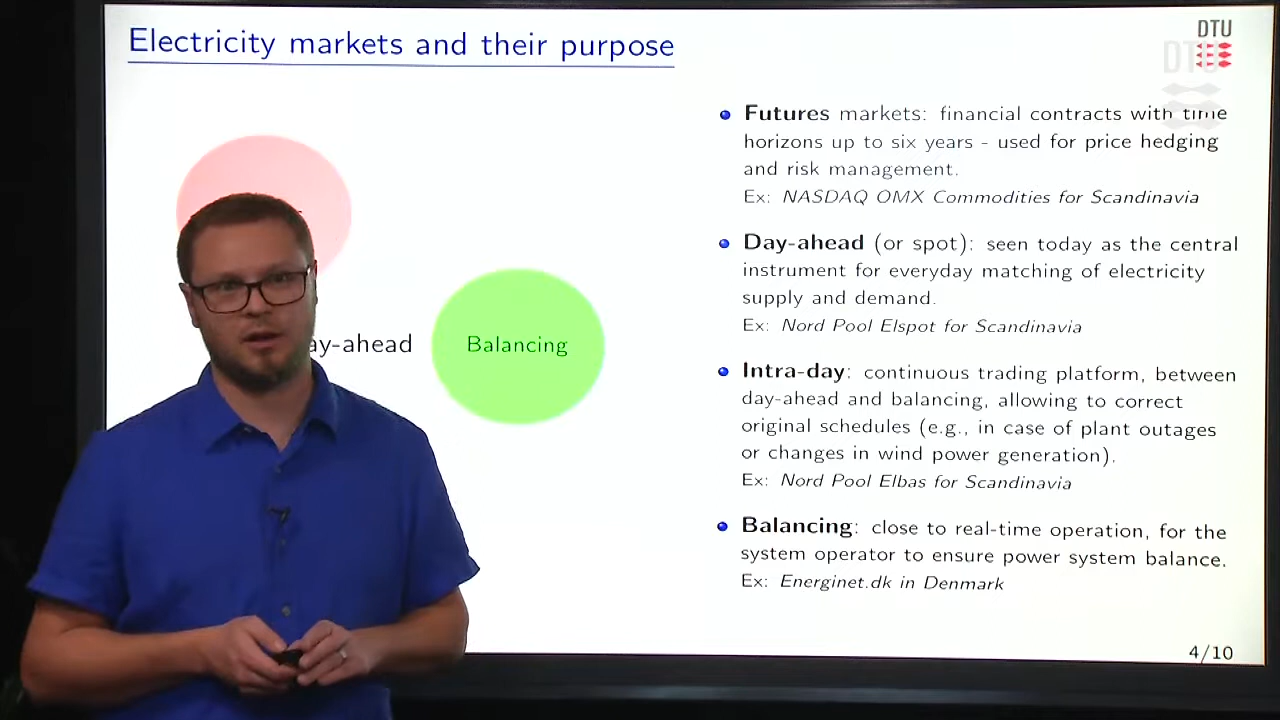 Electricity markets and their purpose
DTU
DTU
Futures markets: financial contracts with time
horizons up to six years - used for price hedging
and risk management.
Ex: NASDAQ OMX Commodities for Scandinavia
Day-ahead (or spot): seen today as the central
instrument for everyday matching of electricity
supply and demand.
Ex: Nord Pool Elspot for Scandinavia
Intra-day: continuous trading platform, between
day-ahead and balancing, allowing to correct
original schedules (e.g., in case of plant outages
or changes in wind power generation).
Ex: Nord Pool Elbas for Scandinavia
Balancing: close to real-time operation, for the
system operator to ensure power system balance.
Ex: Energinet.dk in Denmark
ay-ahead
Balancing
4/10